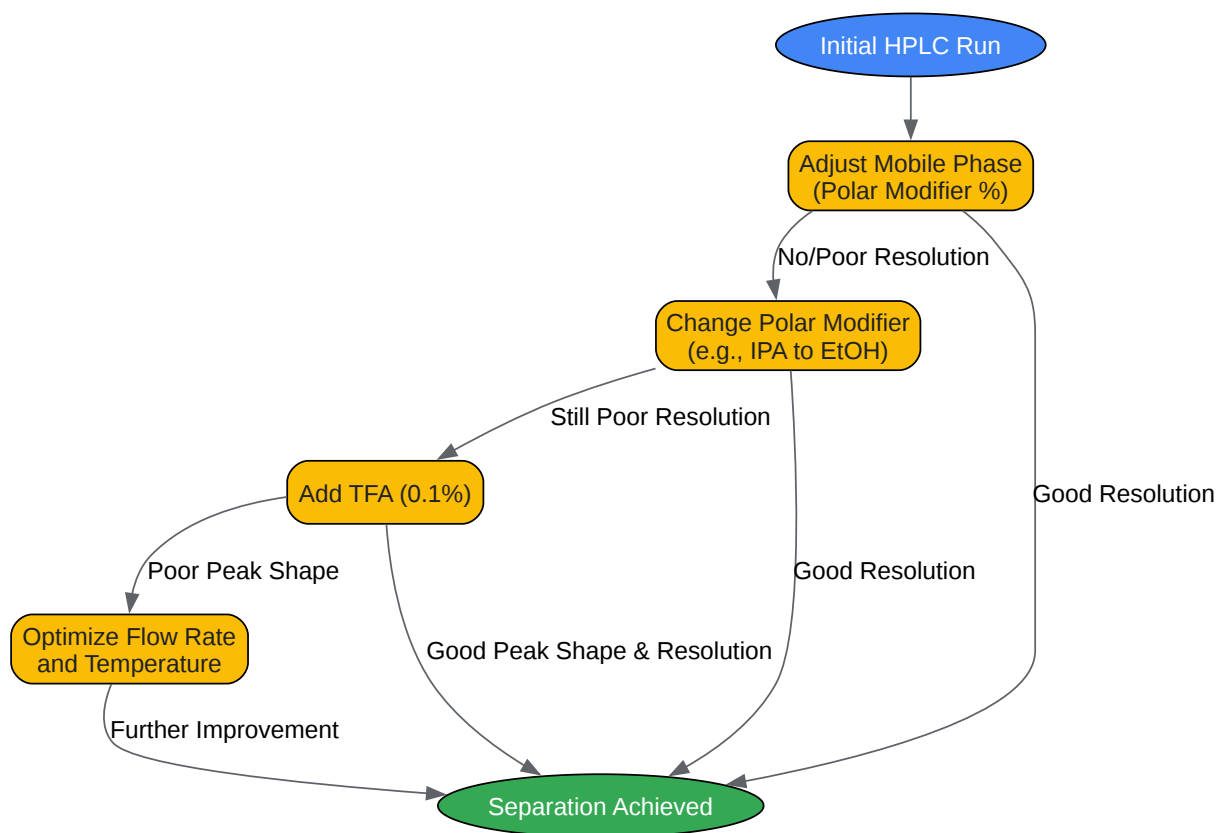 Initial HPLC Run
Adjust Mobile Phase
(Polar Modifier %)
No/Poor Resolution
Change Polar Modifier
(e.g., IPA to EtOH)
Still Poor Resolution
Add TFA (0.1%)
Good Resolution
Poor Peak Shape
Good Resolution
Optimize Flow Rate
and Temperature
Good Peak Shape & Resolution
Further Improvement
Separation Achieved